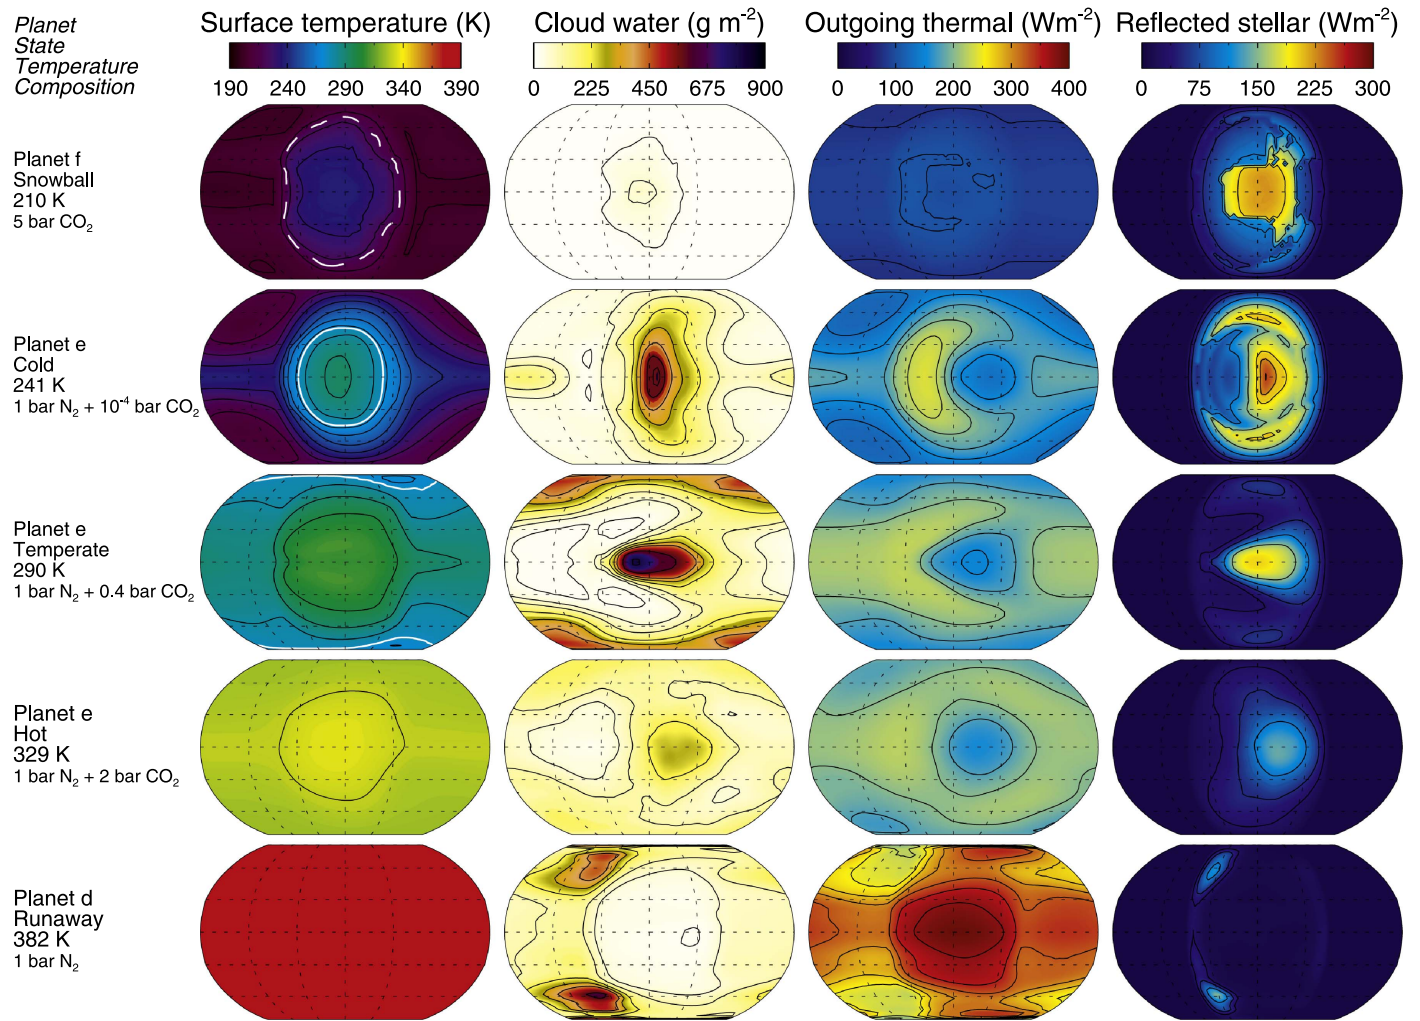 Planet
State
Temperature
Composition
Surface temperature (K)
190 240 290 340 390
Cloud water (g m⁻²)
0 225 450 675 900
Outgoing thermal (Wm⁻²)
0 100 200 300 400
Reflected stellar (Wm⁻²)
0 75 150 225 300
Planet f
Snowball
210 K
5 bar CO₂
Planet e
Cold
241 K
1 bar N₂ + 10⁻⁴ bar CO₂
Planet e
Temperate
290 K
1 bar N₂ + 0.4 bar CO₂
Planet e
Hot
329 K
1 bar N₂ + 2 bar CO₂
Planet d
Runaway
382 K
1 bar N₂